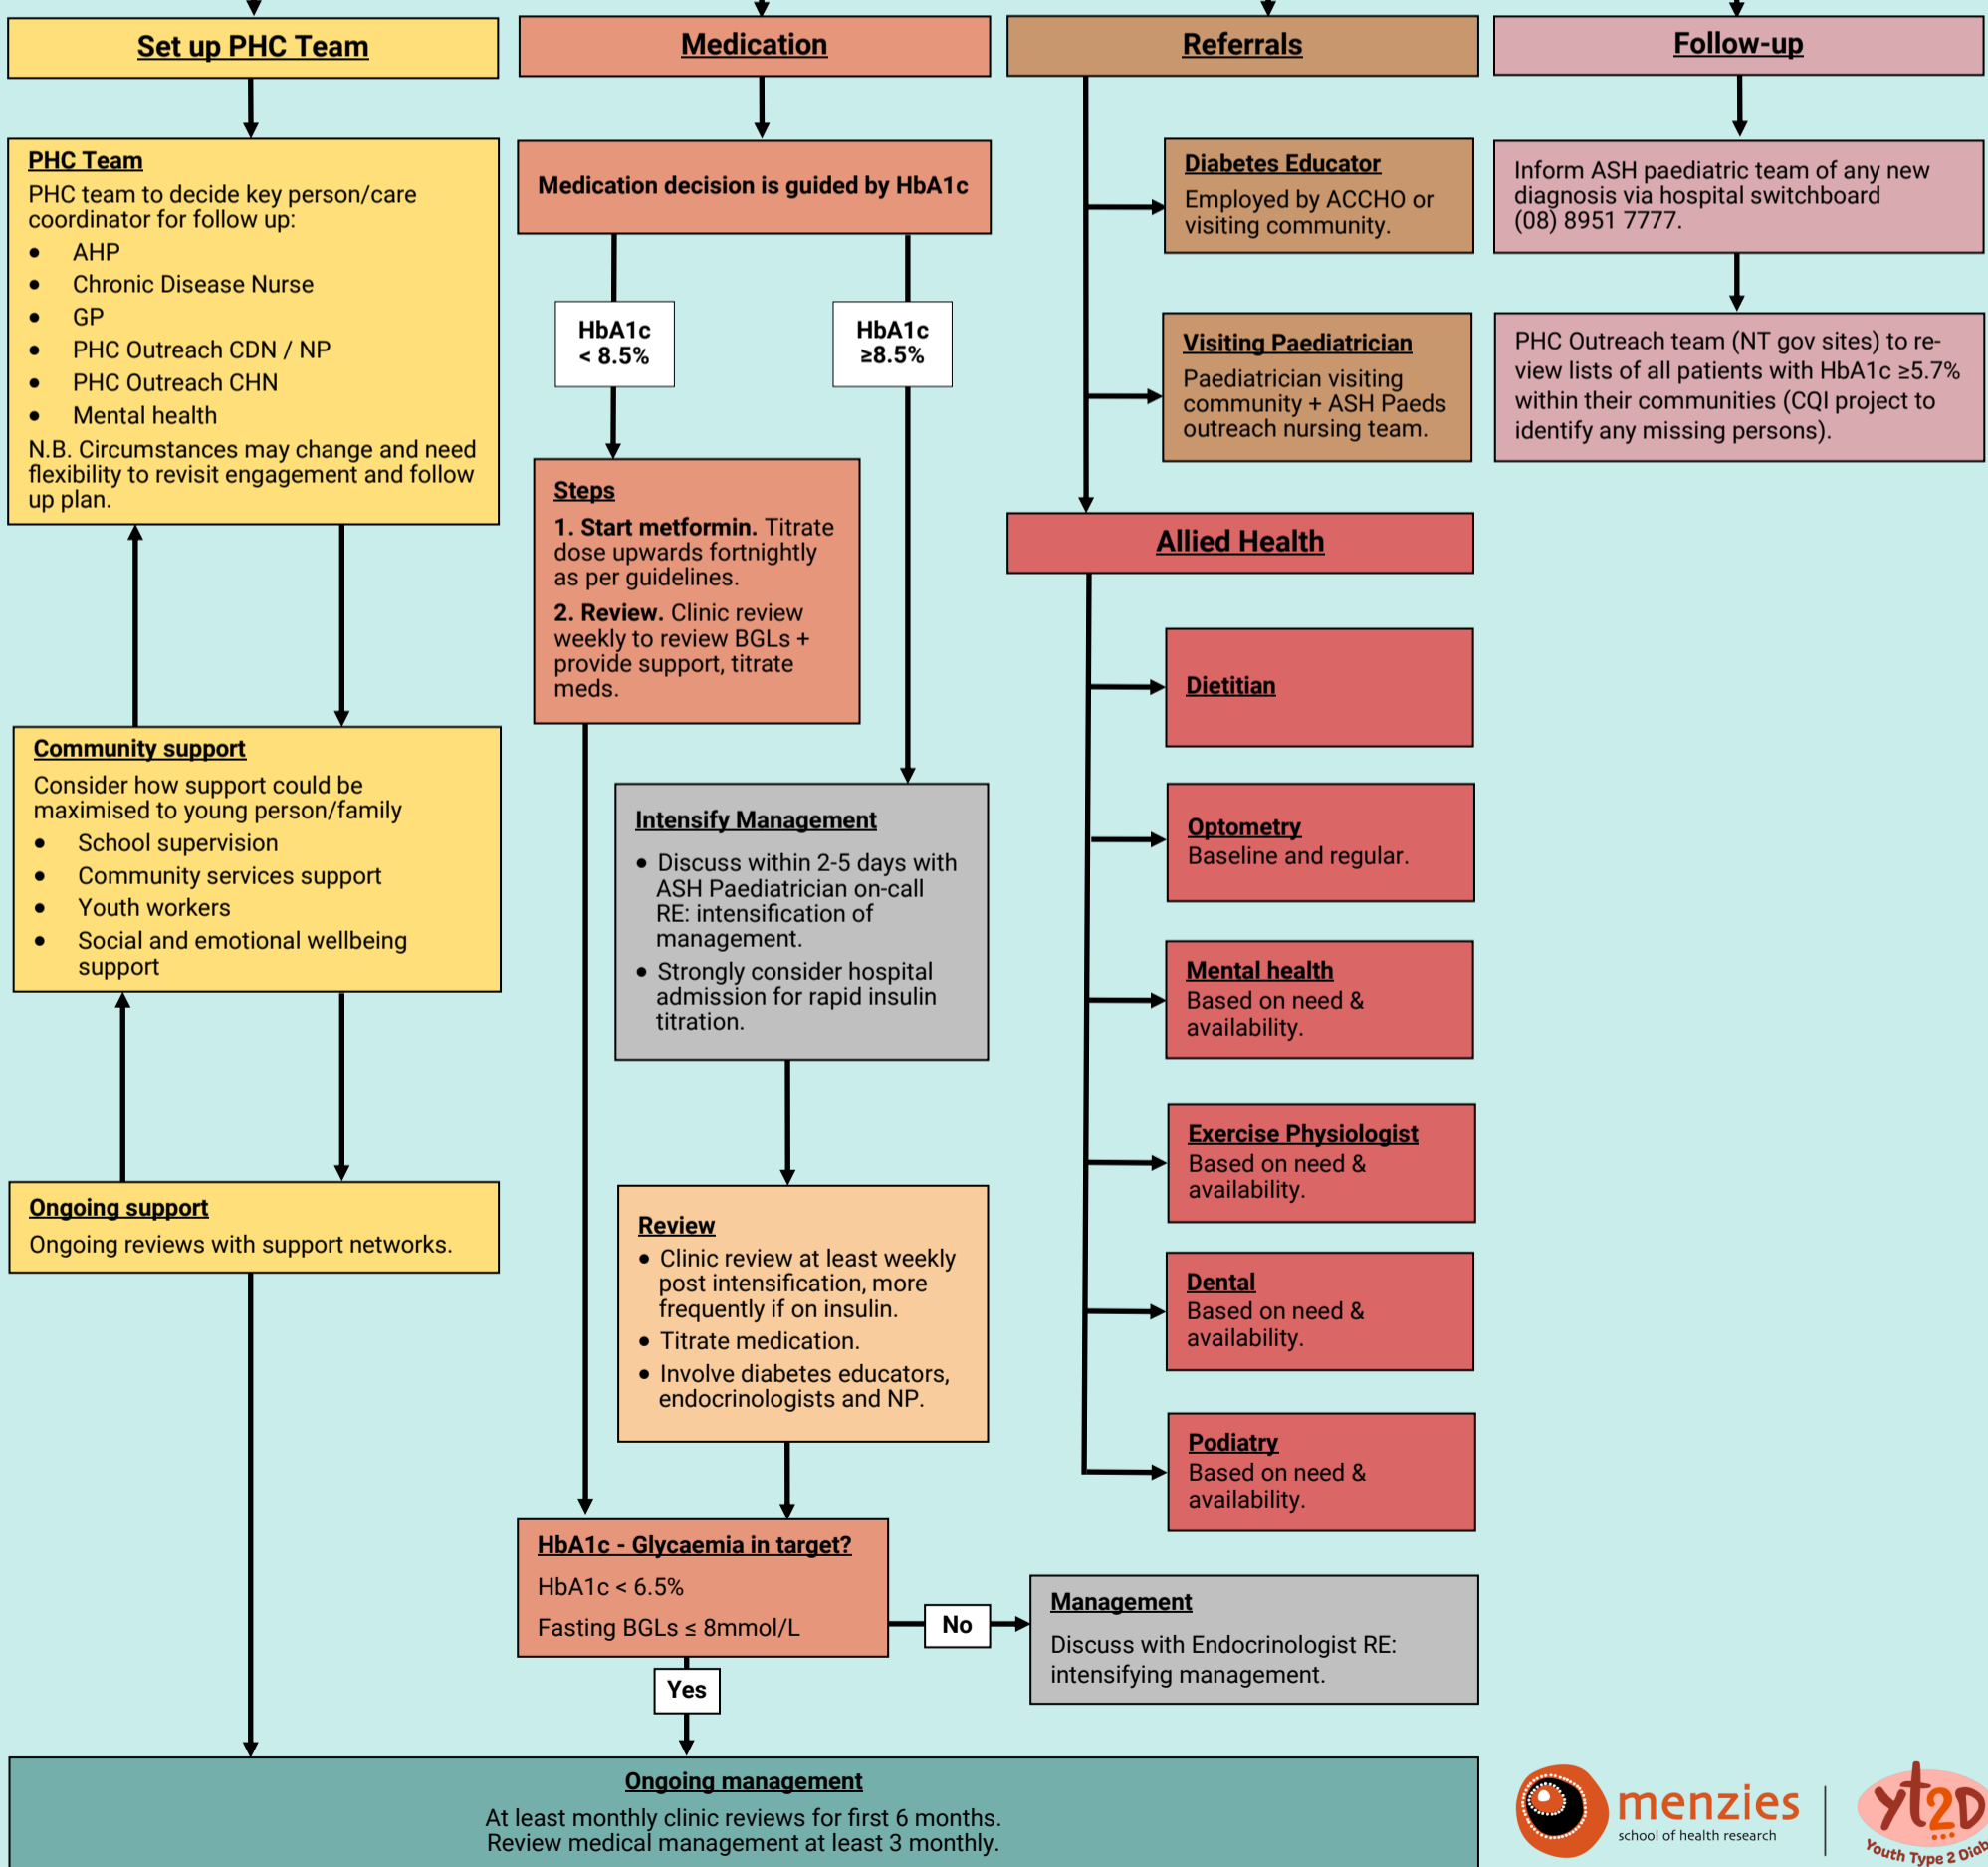 Set up PHC Team
PHC Team
PHC team to decide key person/care
coordinator for follow up:
• AHP
• Chronic Disease Nurse
• GP
• PHC Outreach CDN / NP
• PHC Outreach CHN
• Mental health
N.B. Circumstances may change and need
flexibility to revisit engagement and follow
up plan.
Community support
Consider how support could be
maximised to young person/family
• School supervision
• Community services support
• Youth workers
• Social and emotional wellbeing
support
Ongoing support
Ongoing reviews with support networks.
Medication
Medication decision is guided by HbA1c
HbA1c
< 8.5%
HbA1c
≥8.5%
Steps
1. Start metformin. Titrate
dose upwards fortnightly
as per guidelines.
2. Review. Clinic review
weekly to review BGLs +
provide support, titrate
meds.
Intensify Management
• Discuss within 2-5 days with
ASH Paediatrician on-call
RE: intensification of
management.
• Strongly consider hospital
admission for rapid insulin
titration.
Review
• Clinic review at least weekly
post intensification, more
frequently if on insulin.
• Titrate medication.
• Involve diabetes educators,
endocrinologists and NP.
HbA1c - Glycaemia in target?
HbA1c < 6.5%
Fasting BGLs ≤ 8mmol/L
No
Management
Discuss with Endocrinologist RE:
intensifying management.
Yes
Referrals
Diabetes Educator
Employed by ACCHO or
visiting community.
Visiting Paediatrician
Paediatrician visiting
community + ASH Paeds
outreach nursing team.
Allied Health
Dietitian
Optometry
Baseline and regular.
Mental health
Based on need &
availability.
Exercise Physiologist
Based on need &
availability.
Dental
Based on need &
availability.
Podiatry
Based on need &
availability.
Follow-up
Inform ASH paediatric team of any new
diagnosis via hospital switchboard
(08) 8951 7777.
PHC Outreach team (NT gov sites) to re-
view lists of all patients with HbA1c ≥5.7%
within their communities (CQI project to
identify any missing persons).
Ongoing management
At least monthly clinic reviews for first 6 months.
Review medical management at least 3 monthly.
menzies
school of health research
yt2D
Youth Type 2 Diab